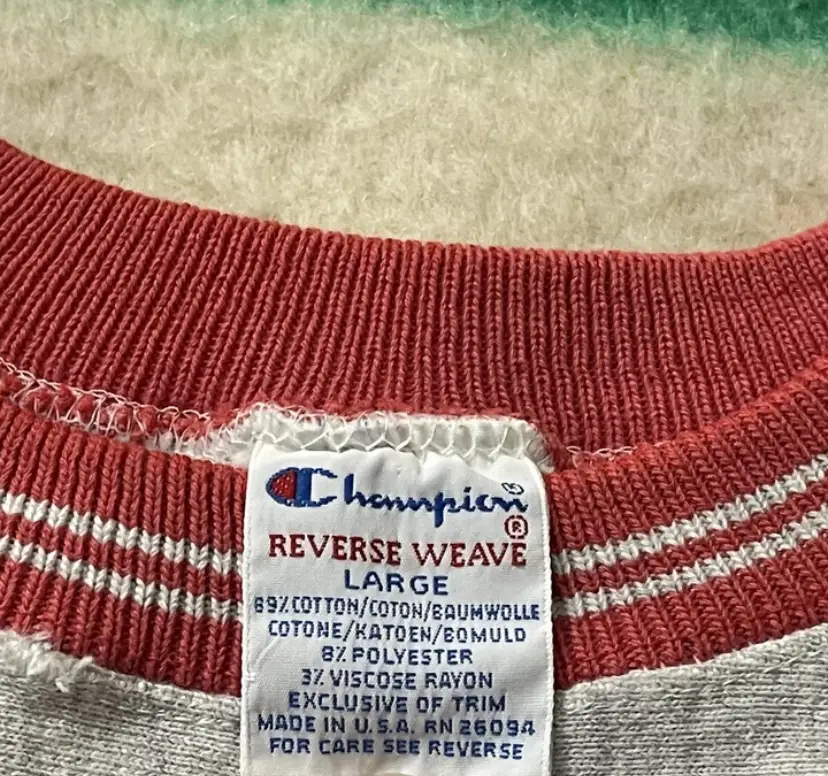 Champion®
REVERSE WEAVE
LARGE
89% COTTON/COTON/BAUMWOLLE
COTONE/KATOEN/BOMULD
8% POLYESTER
3% VISCOSE RAYON
EXCLUSIVE OF TRIM
MADE IN U.S.A. RN 26094
FOR CARE SEE REVERSE